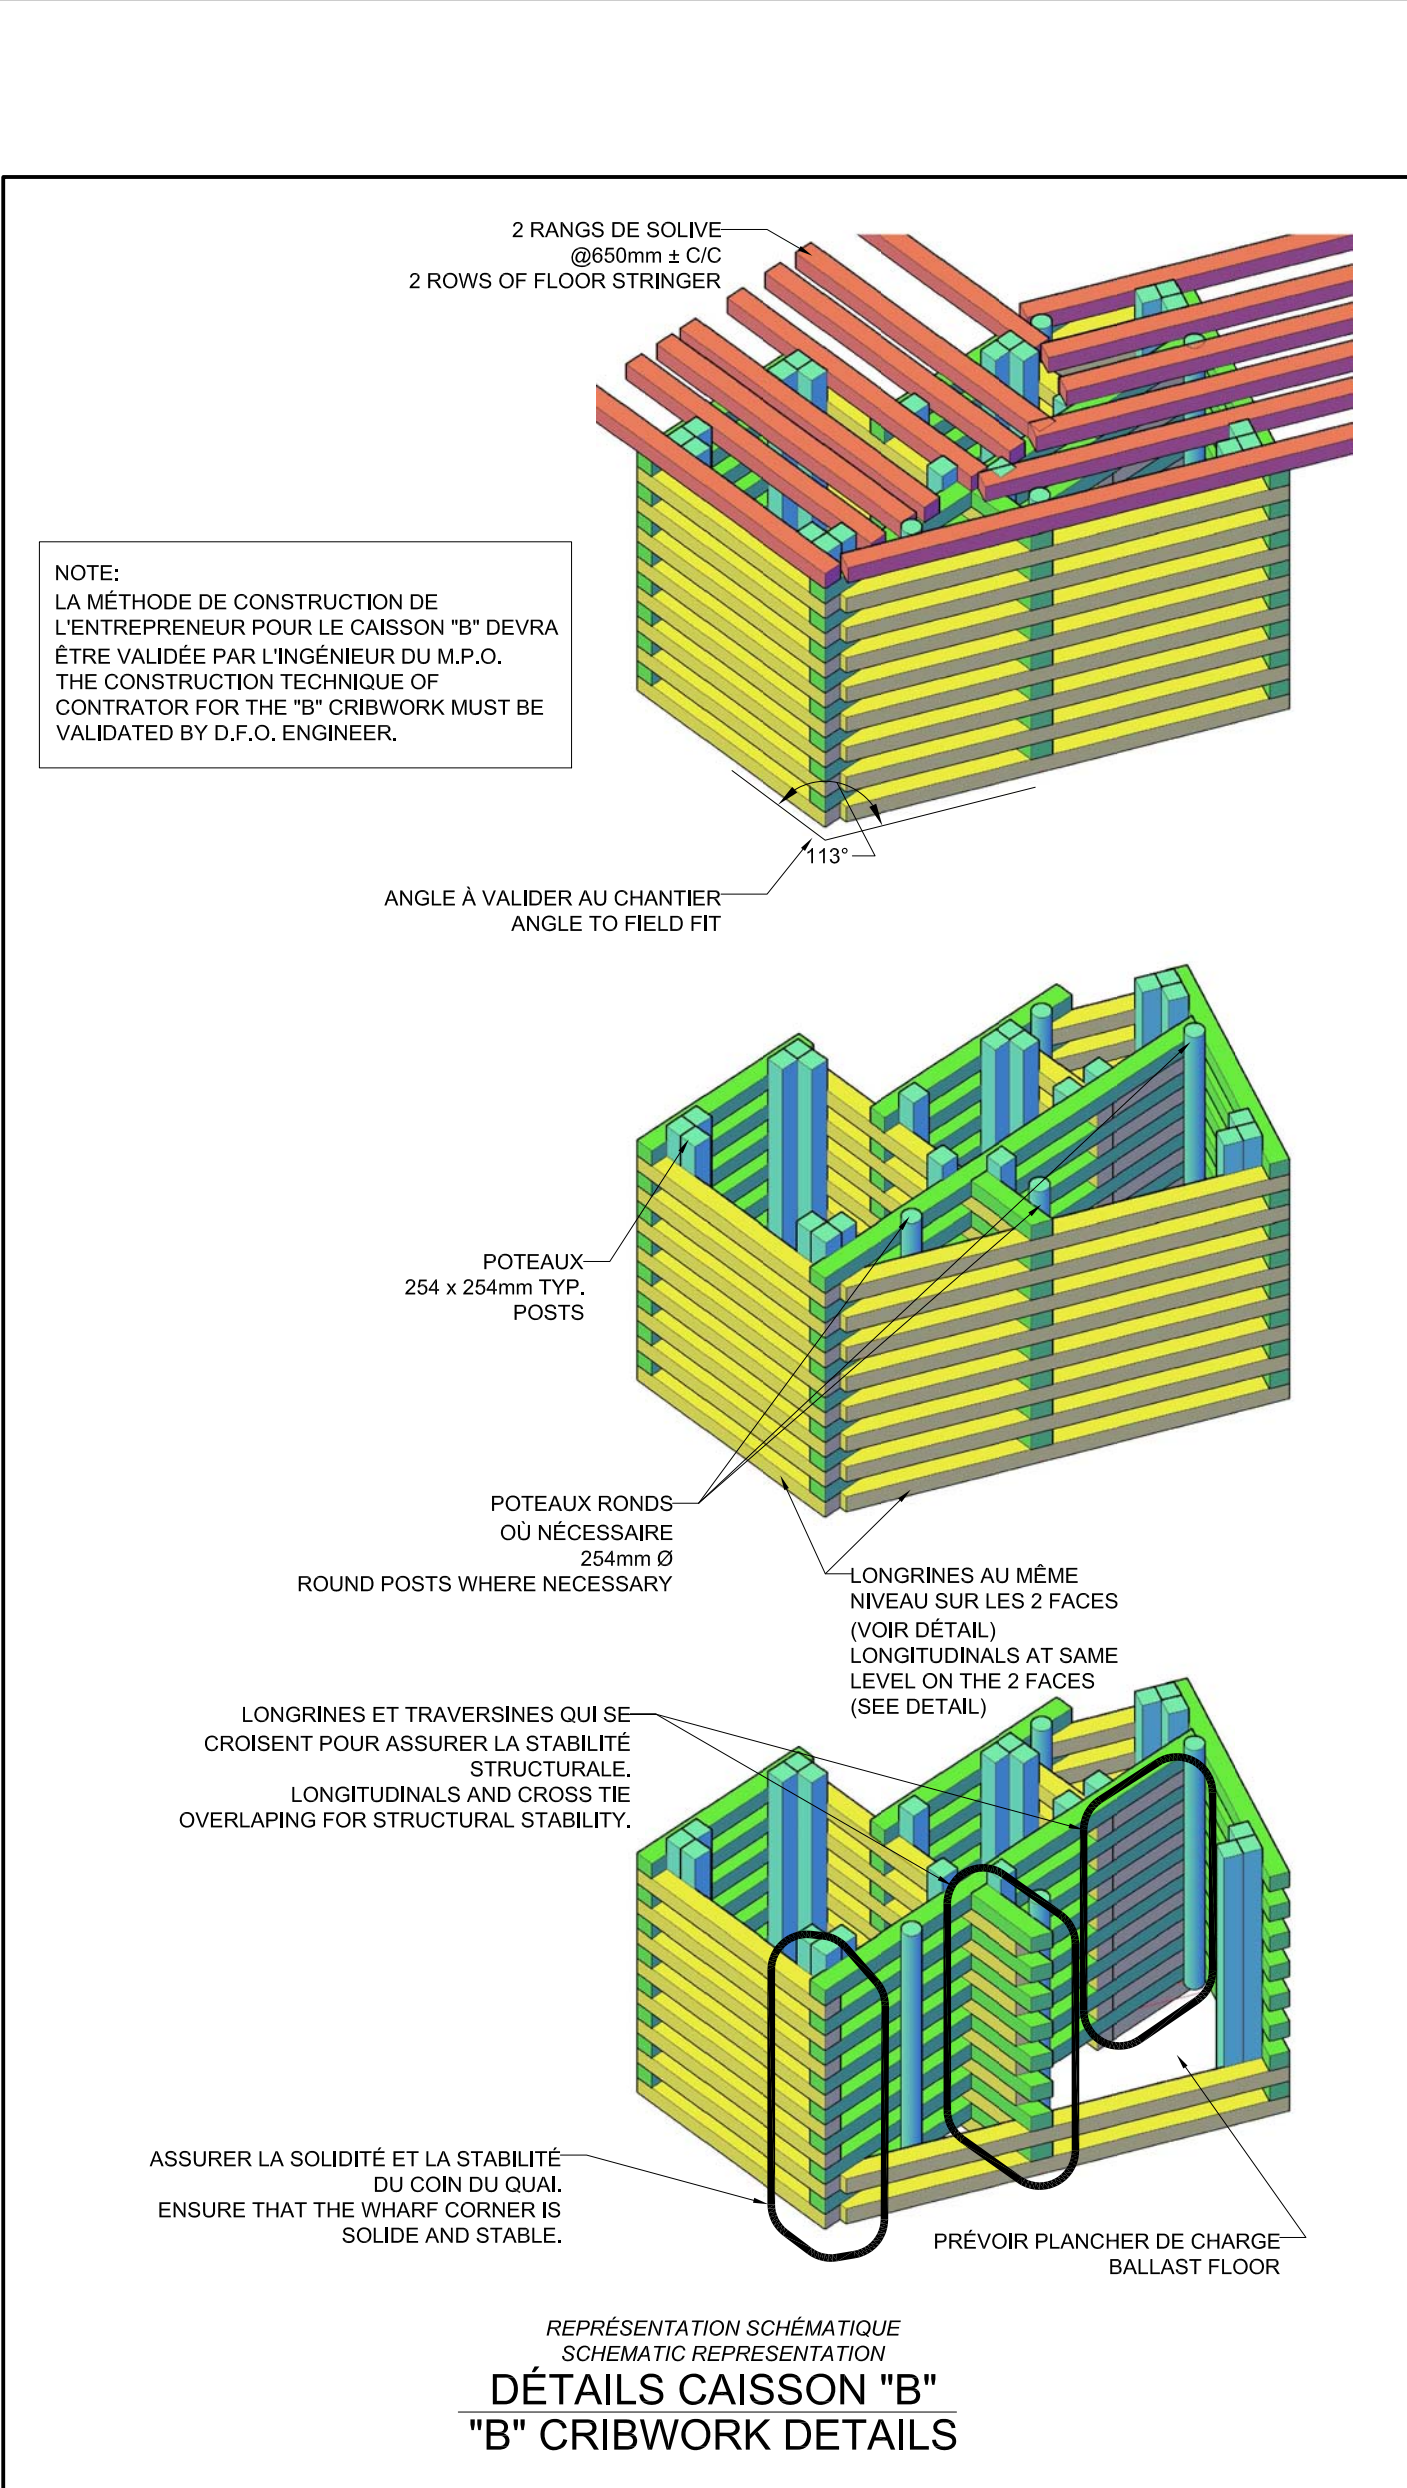 2 RANGS DE SOLIVE
@650mm ± C/C
2 ROWS OF FLOOR STRINGER
NOTE:
LA MÉTHODE DE CONSTRUCTION DE
L'ENTREPRENEUR POUR LE CAISSON "B" DEVRA
ÊTRE VALIDÉE PAR L'INGÉNIEUR DU M.P.O.
THE CONSTRUCTION TECHNIQUE OF
CONTRATOR FOR THE "B" CRIBWORK MUST BE
VALIDATED BY D.F.O. ENGINEER.
113°
ANGLE À VALIDER AU CHANTIER
ANGLE TO FIELD FIT
POTEAUX
254 x 254mm TYP.
POSTS
POTEAUX RONDS
OÙ NÉCESSAIRE
254mm Ø
ROUND POSTS WHERE NECESSARY
LONGRINES AU MÊME
NIVEAU SUR LES 2 FACES
(VOIR DÉTAIL)
LONGITUDINALS AT SAME
LEVEL ON THE 2 FACES
(SEE DETAIL)
LONGRINES ET TRAVERSINES QUI SE
CROISENT POUR ASSURER LA STABILITÉ
STRUCTURALE.
LONGITUDINALS AND CROSS TIE
OVERLAPING FOR STRUCTURAL STABILITY.
ASSURER LA SOLIDITÉ ET LA STABILITÉ
DU COIN DU QUAI.
ENSURE THAT THE WHARF CORNER IS
SOLIDE AND STABLE.
PRÉVOIR PLANCHER DE CHARGE
BALLAST FLOOR
REPRÉSENTATION SCHÉMATIQUE
SCHEMATIC REPRESENTATION
DÉTAILS CAISSON "B"
"B" CRIBWORK DETAILS